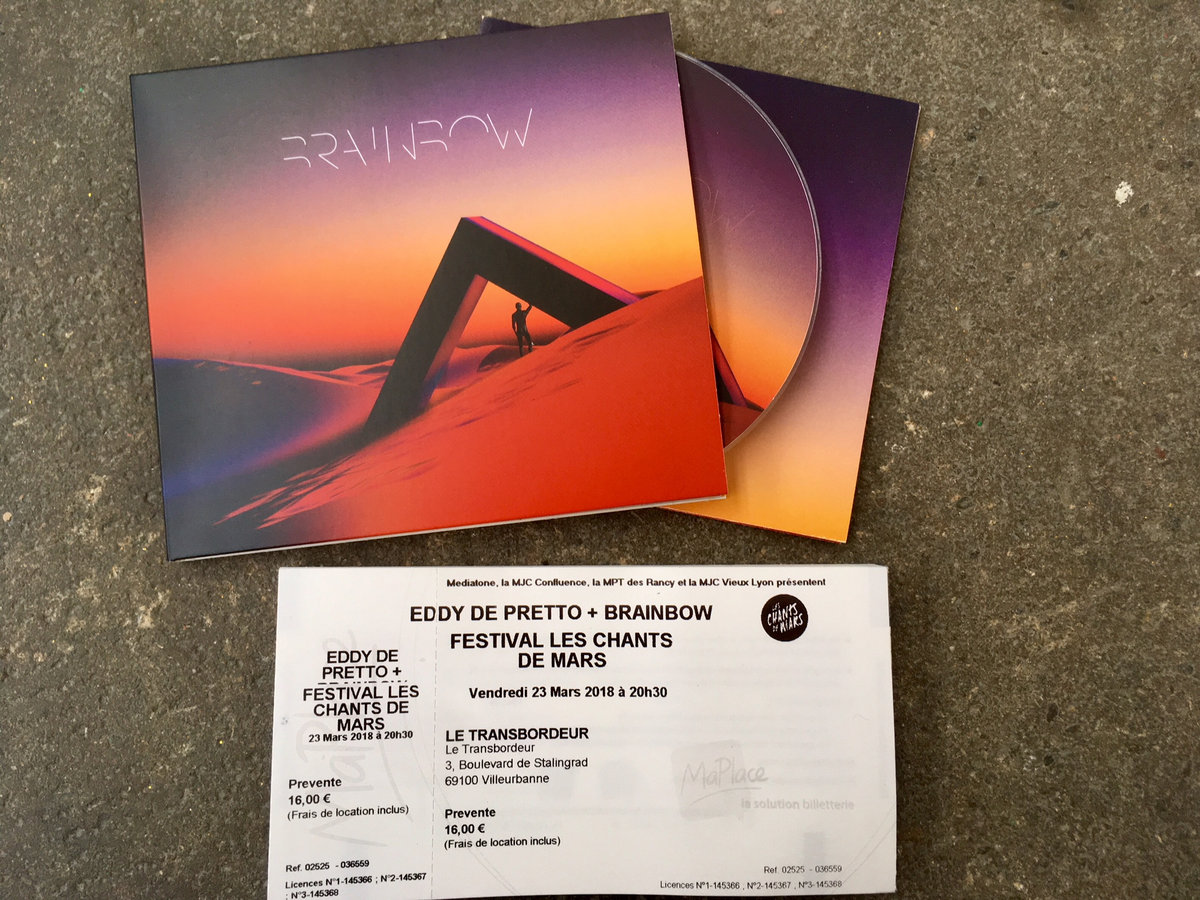 BRAINBOW
Mediatone, la MJC Confluence, la MPT des Rancy et la MJC Vieux Lyon présentent
EDDY DE PRETTO + BRAINBOW
FESTIVAL LES CHANTS
DE MARS
LES
CHANTS
DE MARS
Vendredi 23 Mars 2018 à 20h30
LE TRANSBORDEUR
Le Transbordeur
3, Boulevard de Stalingrad
69100 Villeurbanne
MaPlace
la solution billetterie
Prevente
16,00 €
(Frais de location inclus)
Ref. 02525 - 036559
Licences N°1-145366 , N°2-145367 , N°3-145368
EDDY DE
PRETTO +
BRAINBOW
FESTIVAL LES
CHANTS DE
MARS
23 Mars 2018 à 20h30
Prevente
16,00 €
(Frais de location inclus)
Ref. 02525 - 036559
Licences N°1-145366 ; N°2-145367
; N°3-145368
MaPlace